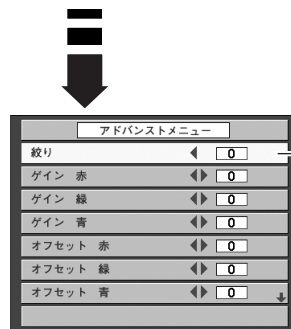 アドバンストメニュー
絞り 0
ゲイン 赤 0
ゲイン 緑 0
ゲイン 青 0
オフセット 赤 0
オフセット 緑 0
オフセット 青 0